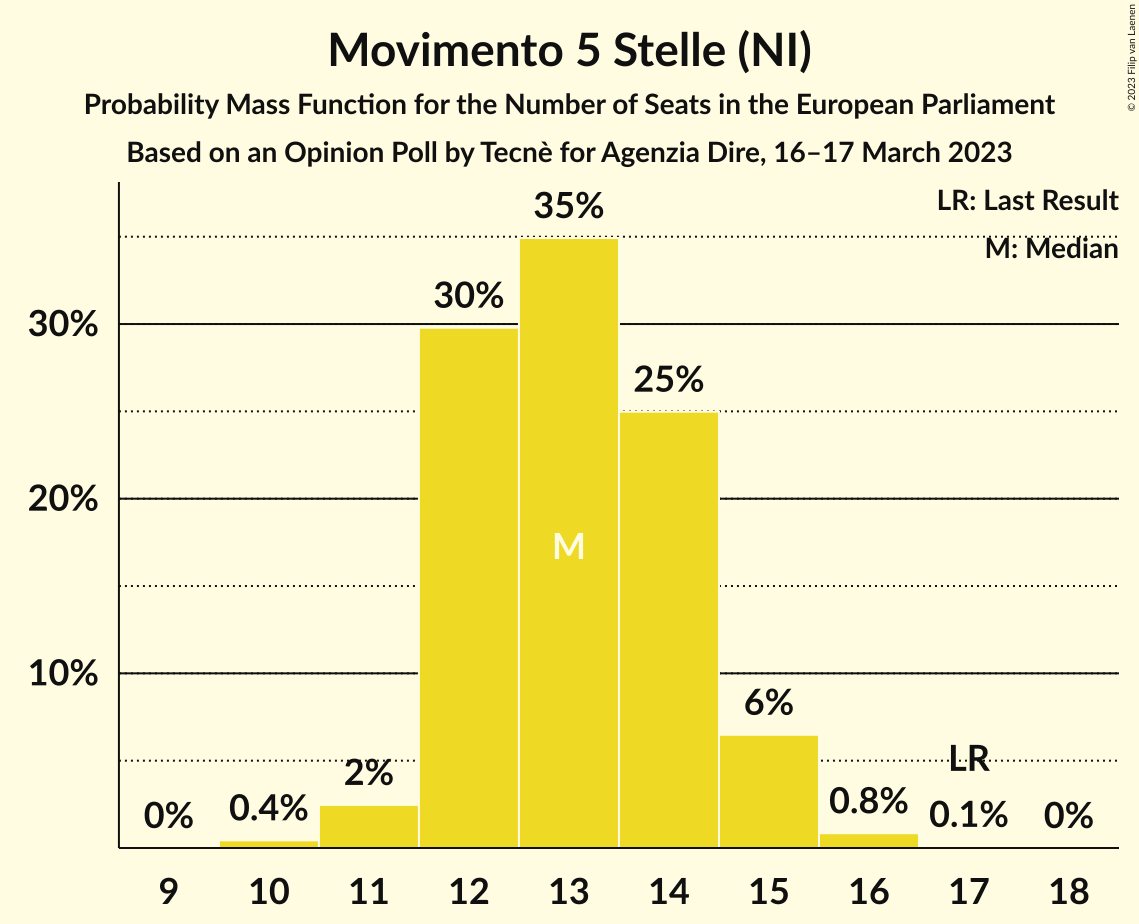 Movimento 5 Stelle (NI)
Probability Mass Function for the Number of Seats in the European Parliament
Based on an Opinion Poll by Tecnè for Agenzia Dire, 16–17 March 2023
© 2023 Filip van Laenen
LR: Last Result
M: Median
35%
30%
25%
30%
20%
10%
M
6%
LR
2%
0.8%
0.4%
0.1%
0%
0%
9 10 11 12 13 14 15 16 17 18